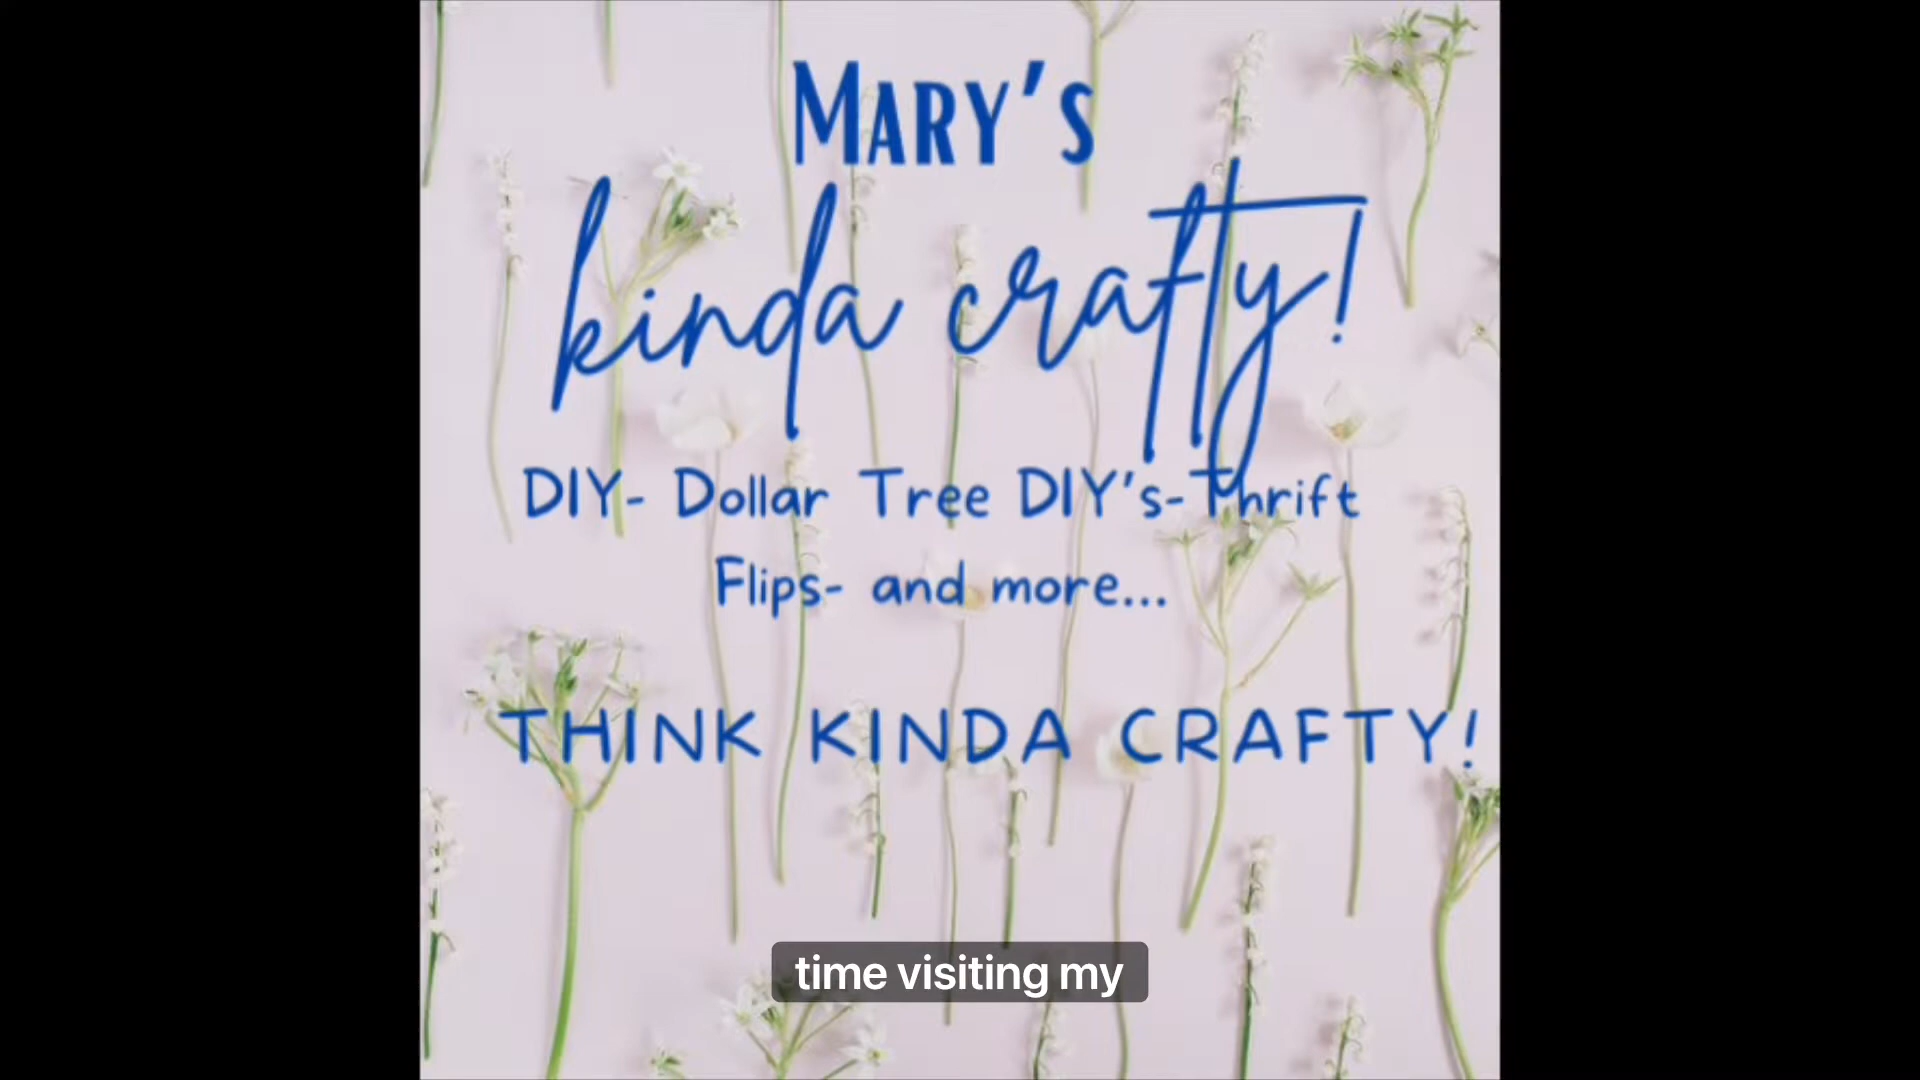 MARY'S
kinda crafty!
DIY- Dollar Tree DIY's- Thrift
Flips- and more...
THINK KINDA CRAFTY!
time visiting my